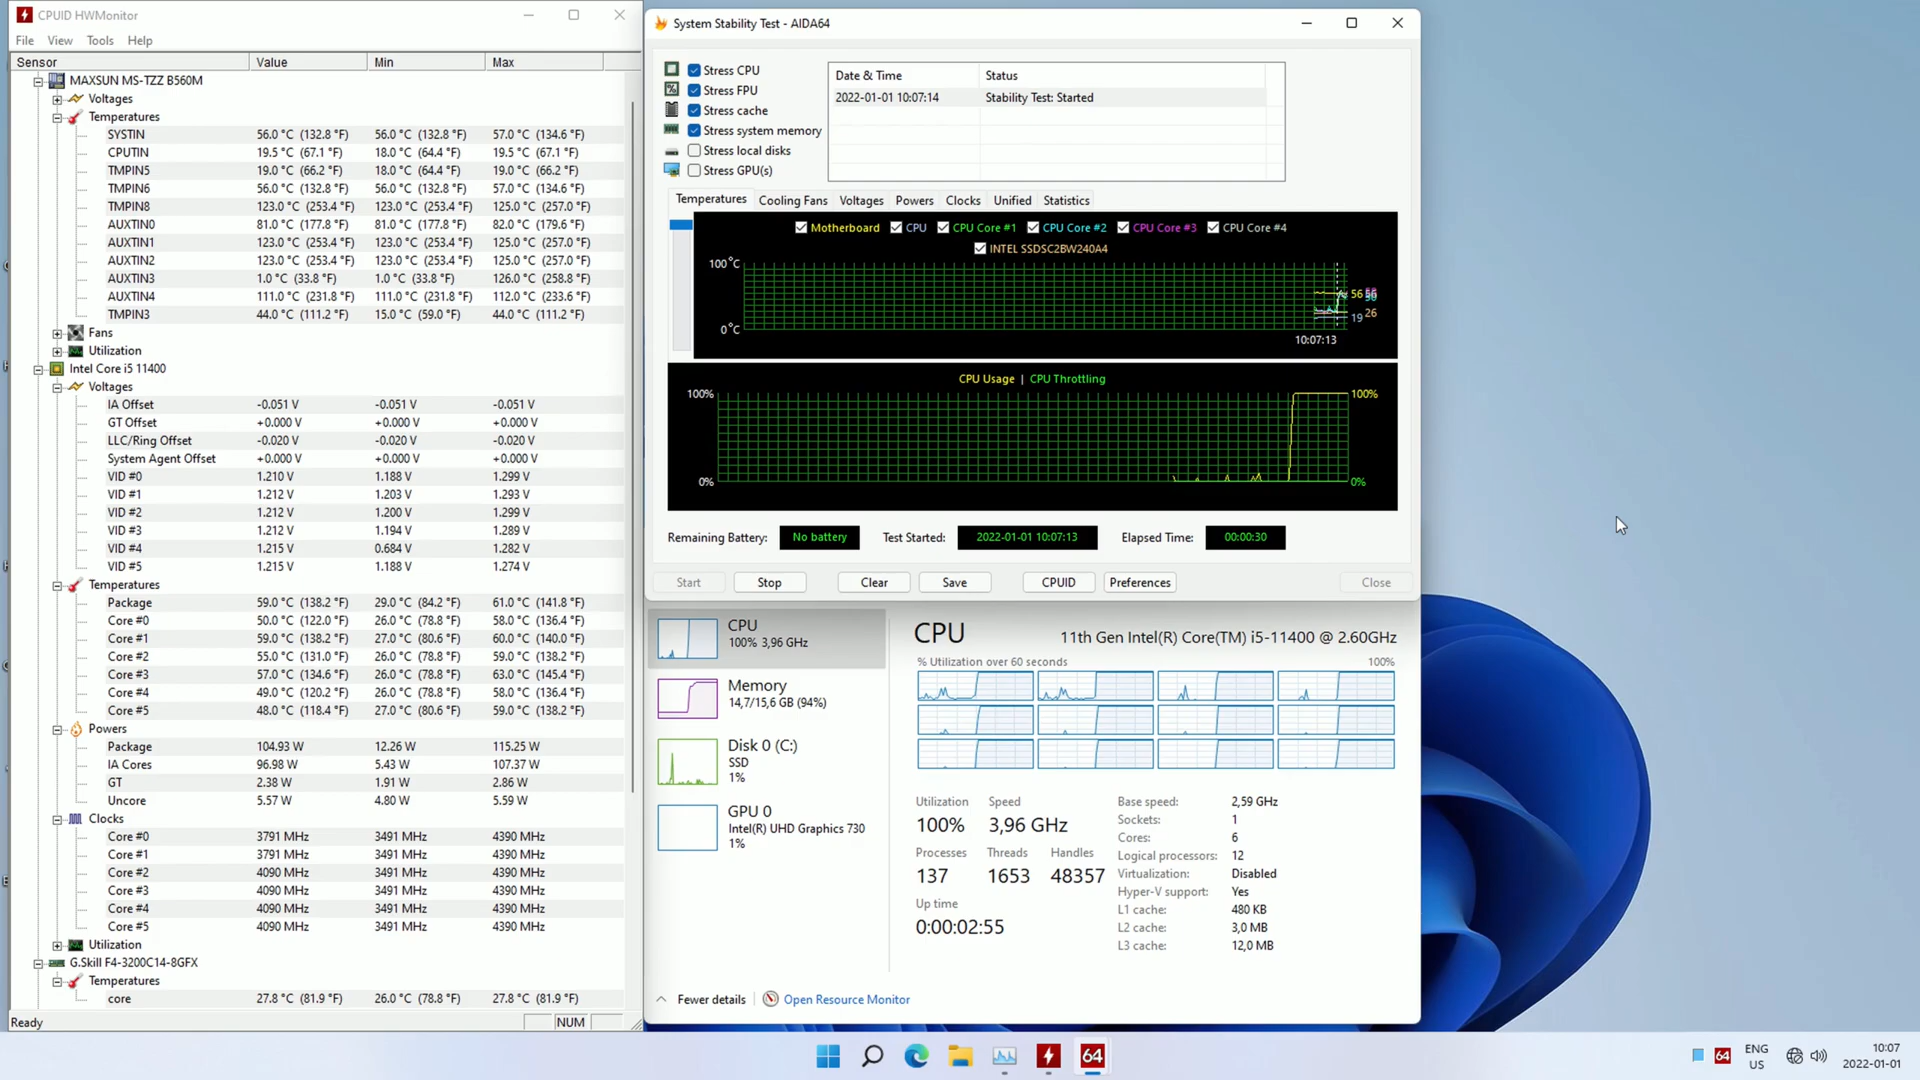 CPUID HWMonitor
File View Tools Help
Sensor Value Min Max
MAXSUN MS-TZZ B560M
Voltages
Temperatures
SYSTIN 56.0 °C (132.8 °F) 56.0 °C (132.8 °F) 57.0 °C (134.6 °F)
CPUTIN 19.5 °C (67.1 °F) 18.0 °C (64.4 °F) 19.5 °C (67.1 °F)
TMPIN5 19.0 °C (66.2 °F) 18.0 °C (64.4 °F) 19.0 °C (66.2 °F)
TMPIN6 56.0 °C (132.8 °F) 56.0 °C (132.8 °F) 57.0 °C (134.6 °F)
TMPIN8 123.0 °C (253.4 °F) 123.0 °C (253.4 °F) 125.0 °C (257.0 °F)
AUXTIN0 81.0 °C (177.8 °F) 81.0 °C (177.8 °F) 82.0 °C (179.6 °F)
AUXTIN1 123.0 °C (253.4 °F) 123.0 °C (253.4 °F) 125.0 °C (257.0 °F)
AUXTIN2 123.0 °C (253.4 °F) 123.0 °C (253.4 °F) 125.0 °C (257.0 °F)
AUXTIN3 1.0 °C (33.8 °F) 1.0 °C (33.8 °F) 126.0 °C (258.8 °F)
AUXTIN4 111.0 °C (231.8 °F) 111.0 °C (231.8 °F) 112.0 °C (233.6 °F)
TMPIN3 44.0 °C (111.2 °F) 15.0 °C (59.0 °F) 44.0 °C (111.2 °F)
Fans
Utilization
Intel Core i5 11400
Voltages
IA Offset -0.051 V -0.051 V -0.051 V
GT Offset +0.000 V +0.000 V +0.000 V
LLC/Ring Offset -0.020 V -0.020 V -0.020 V
System Agent Offset +0.000 V +0.000 V +0.000 V
VID #0 1.210 V 1.188 V 1.299 V
VID #1 1.212 V 1.203 V 1.293 V
VID #2 1.212 V 1.200 V 1.299 V
VID #3 1.212 V 1.194 V 1.289 V
VID #4 1.215 V 0.684 V 1.282 V
VID #5 1.215 V 1.188 V 1.274 V
Temperatures
Package 59.0 °C (138.2 °F) 29.0 °C (84.2 °F) 61.0 °C (141.8 °F)
Core #0 50.0 °C (122.0 °F) 26.0 °C (78.8 °F) 58.0 °C (136.4 °F)
Core #1 59.0 °C (138.2 °F) 27.0 °C (80.6 °F) 60.0 °C (140.0 °F)
Core #2 55.0 °C (131.0 °F) 26.0 °C (78.8 °F) 59.0 °C (138.2 °F)
Core #3 57.0 °C (134.6 °F) 26.0 °C (78.8 °F) 63.0 °C (145.4 °F)
Core #4 49.0 °C (120.2 °F) 26.0 °C (78.8 °F) 58.0 °C (136.4 °F)
Core #5 48.0 °C (118.4 °F) 27.0 °C (80.6 °F) 59.0 °C (138.2 °F)
Powers
Package 104.93 W 12.26 W 115.25 W
IA Cores 96.98 W 5.43 W 107.37 W
GT 2.38 W 1.91 W 2.86 W
Uncore 5.57 W 4.80 W 5.59 W
Clocks
Core #0 3791 MHz 3491 MHz 4390 MHz
Core #1 3791 MHz 3491 MHz 4390 MHz
Core #2 4090 MHz 3491 MHz 4390 MHz
Core #3 4090 MHz 3491 MHz 4390 MHz
Core #4 4090 MHz 3491 MHz 4390 MHz
Core #5 4090 MHz 3491 MHz 4390 MHz
Utilization
G.Skill F4-3200C14-8GFX
Temperatures
core 27.8 °C (81.9 °F) 26.0 °C (78.8 °F) 27.8 °C (81.9 °F)
Ready NUM
System Stability Test - AIDA64
Stress CPU
Stress FPU
Stress cache
Stress system memory
Stress local disks
Stress GPU(s)
Date & Time Status
2022-01-01 10:07:14 Stability Test: Started
Temperatures Cooling Fans Voltages Powers Clocks Unified Statistics
Motherboard CPU CPU Core #1 CPU Core #2 CPU Core #3 CPU Core #4
INTEL SSDSC2BW240A4
100°C
56
26
19
0°C
10:07:13
CPU Usage | CPU Throttling
100% 100%
0% 0%
Remaining Battery: No battery Test Started: 2022-01-01 10:07:13 Elapsed Time: 00:00:30
Start Stop Clear Save CPUID Preferences Close
CPU
100% 3,96 GHz
Memory
14,7/15,6 GB (94%)
Disk 0 (C:)
SSD
1%
GPU 0
Intel(R) UHD Graphics 730
1%
CPU 11th Gen Intel(R) Core(TM) i5-11400 @ 2.60GHz
% Utilization over 60 seconds 100%
Utilization Speed
100% 3,96 GHz
Processes Threads Handles
137 1653 48357
Up time
0:00:02:55
Base speed: 2,59 GHz
Sockets: 1
Cores: 6
Logical processors: 12
Virtualization: Disabled
Hyper-V support: Yes
L1 cache: 480 KB
L2 cache: 3,0 MB
L3 cache: 12,0 MB
Fewer details Open Resource Monitor
64
64
ENG
US
10:07
2022-01-01